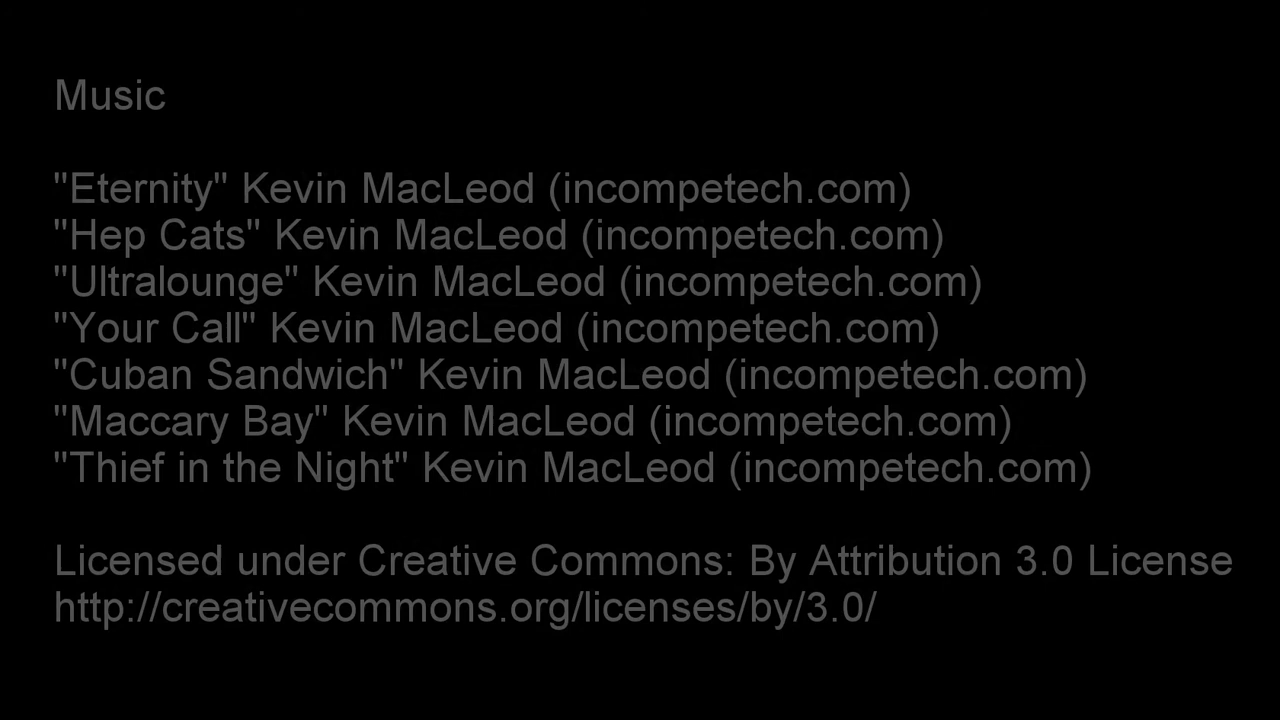 Music
"Eternity" Kevin MacLeod (incompetech.com)
"Hep Cats" Kevin MacLeod (incompetech.com)
"Ultralounge" Kevin MacLeod (incompetech.com)
"Your Call" Kevin MacLeod (incompetech.com)
"Cuban Sandwich" Kevin MacLeod (incompetech.com)
"Maccary Bay" Kevin MacLeod (incompetech.com)
"Thief in the Night" Kevin MacLeod (incompetech.com)
Licensed under Creative Commons: By Attribution 3.0 License
http://creativecommons.org/licenses/by/3.0/